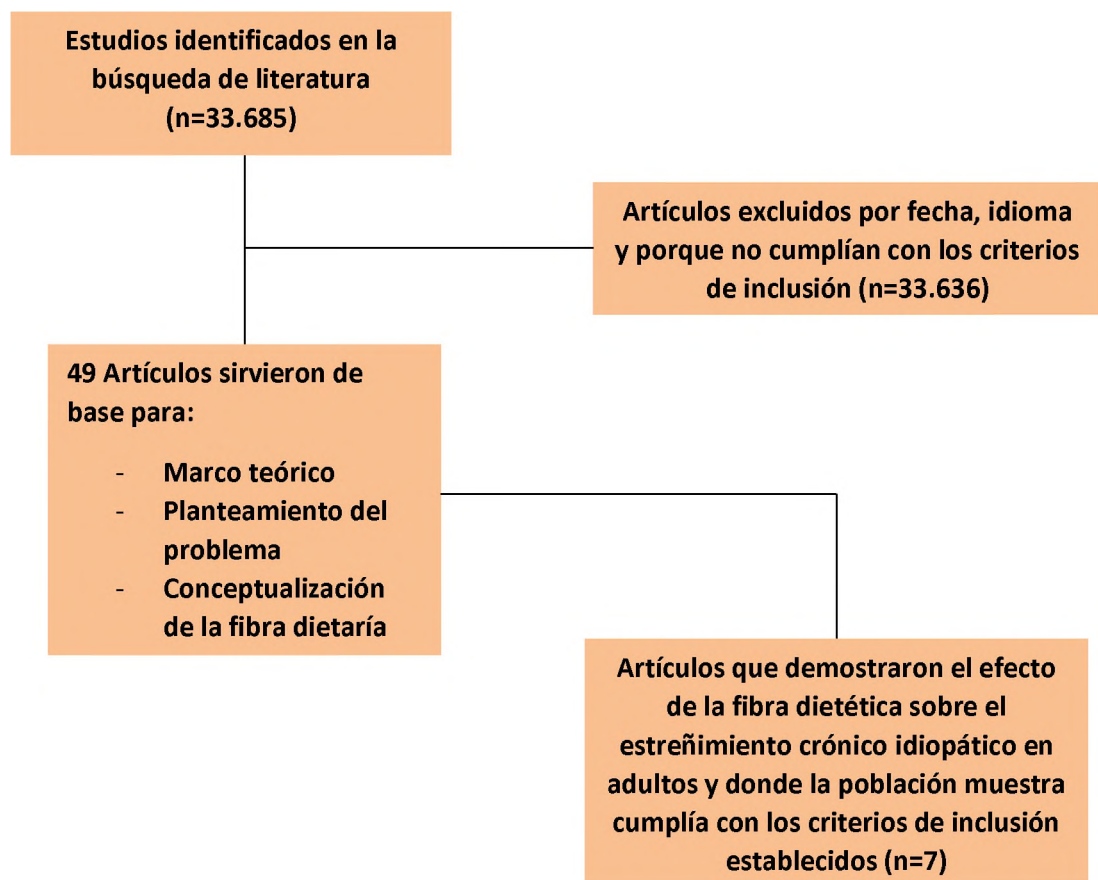 Estudios identificados en la
búsqueda de literatura
(n=33.685)
Artículos excluidos por fecha, idioma
y porque no cumplían con los criterios
de inclusión (n=33.636)
49 Artículos sirvieron de
base para:
- Marco teórico
- Planteamiento del
problema
- Conceptualización
de la fibra dietaría
Artículos que demostraron el efecto
de la fibra dietética sobre el
estreñimiento crónico idiopático en
adultos y donde la población muestra
cumplía con los criterios de inclusión
establecidos (n=7)